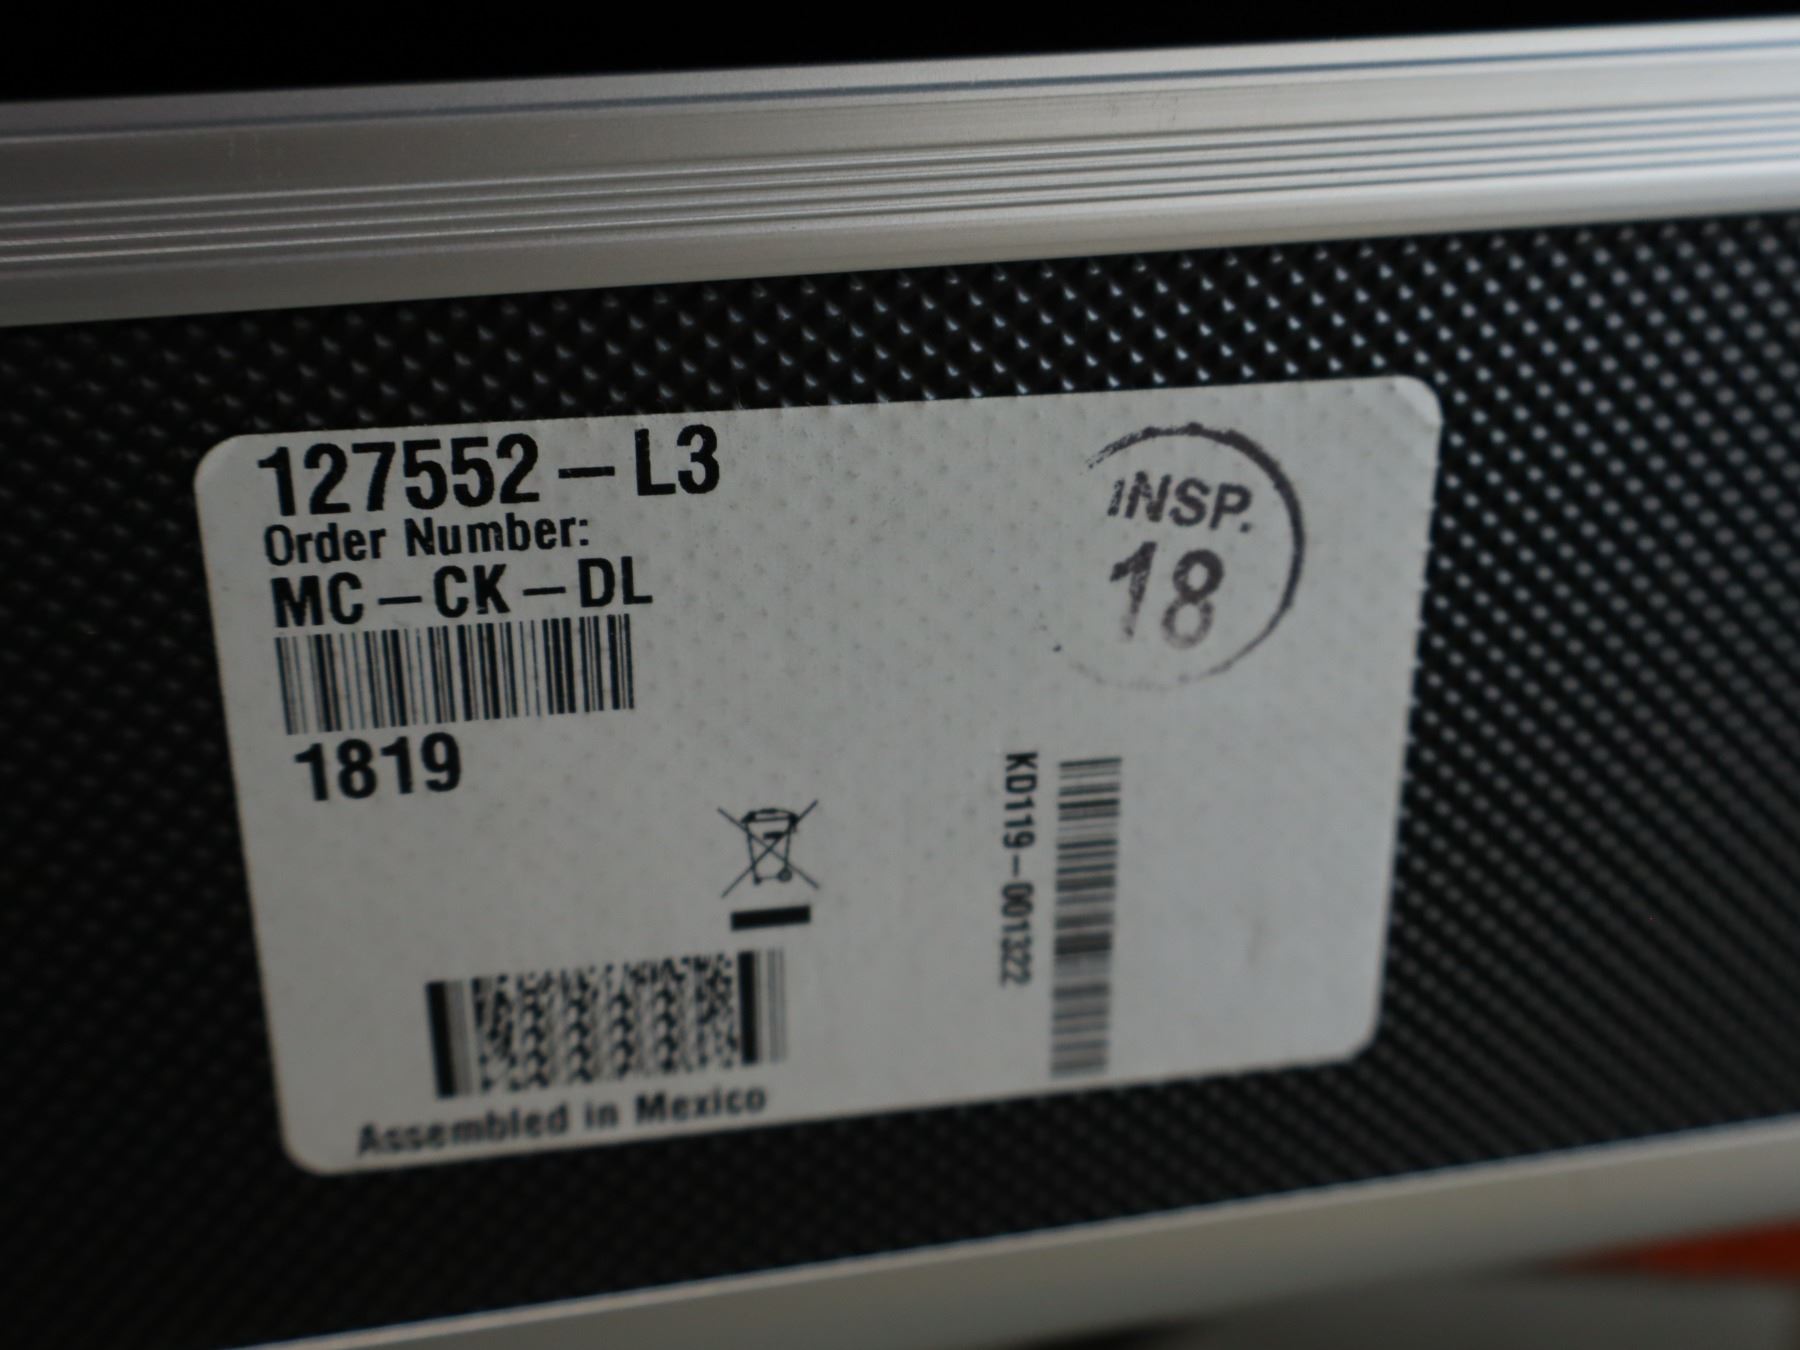 127552-L3
Order Number:
MC-CK-DL
1819
INSP.
18
KD119-001322
Assembled in Mexico